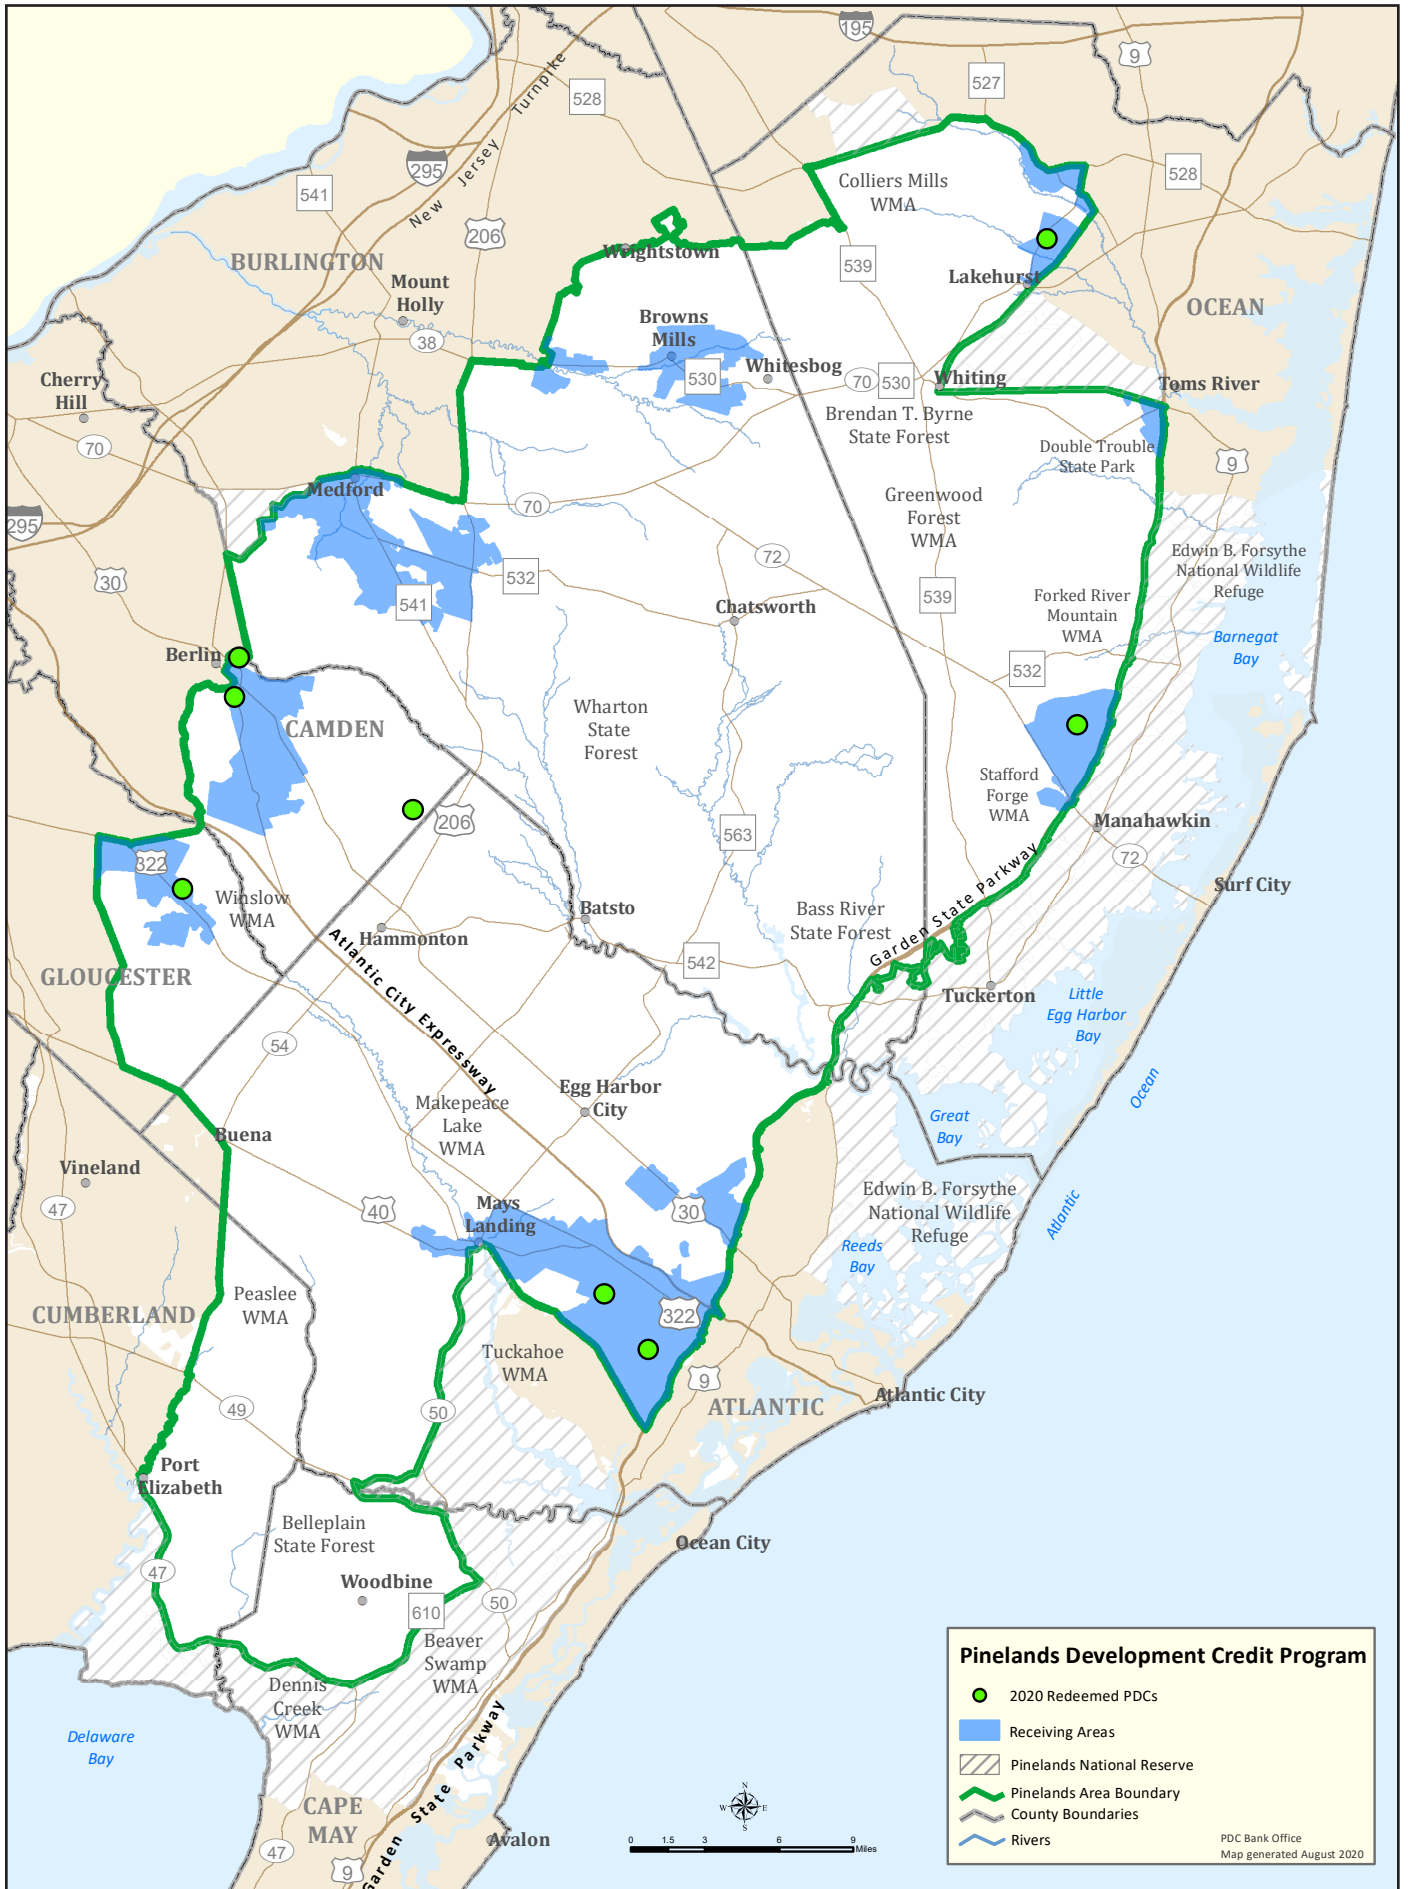 195
9
527
528
New Jersey Turnpike
295
541
528
Colliers Mills
WMA
206
Wrightstown
BURLINGTON
539
Lakehurst
Mount
Holly
OCEAN
Browns
Mills
38
Whitesbog
530
70
530
Whiting
Toms River
Cherry
Hill
Brendan T. Byrne
State Forest
70
Double Trouble
State Park
9
Medford
Greenwood
Forest
WMA
70
295
72
Edwin B. Forsythe
National Wildlife
Refuge
30
532
541
539
Forked River
Mountain
WMA
Chatsworth
Barnegat
Bay
Berlin
532
Wharton
State
Forest
CAMDEN
Stafford
Forge
WMA
206
563
Manahawkin
72
322
Surf City
Winslow
WMA
Batsto
Bass River
State Forest
Garden State Parkway
Hammonton
542
GLOUCESTER
Tuckerton
Little
Egg Harbor
Bay
Atlantic City Expressway
54
Egg Harbor
City
Ocean
Makepeace
Lake
WMA
Great
Bay
Buena
Vineland
47
40
Mays
Landing
30
Edwin B. Forsythe
National Wildlife
Refuge
Atlantic
Reeds
Bay
Peaslee
WMA
CUMBERLAND
322
Tuckahoe
WMA
9
Atlantic City
49
50
ATLANTIC
Port
Elizabeth
Belleplain
State Forest
Ocean City
47
Woodbine
50
610
Beaver
Swamp
WMA
Dennis
Creek
WMA
Delaware
Bay
Garden State Parkway
CAPE
MAY
Avalon
47
9
N
W E
S
0 1.5 3 6 9
Miles
Pinelands Development Credit Program
2020 Redeemed PDCs
Receiving Areas
Pinelands National Reserve
Pinelands Area Boundary
County Boundaries
Rivers
PDC Bank Office
Map generated August 2020